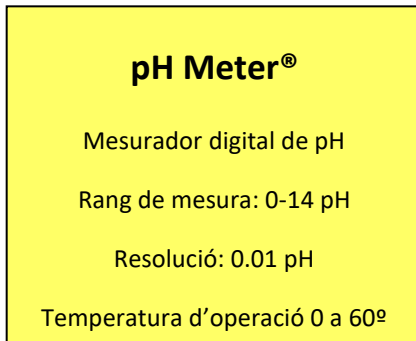 pH Meter®
Mesurador digital de pH
Rang de mesura: 0-14 pH
Resolució: 0.01 pH
Temperatura d’operació 0 a 60º